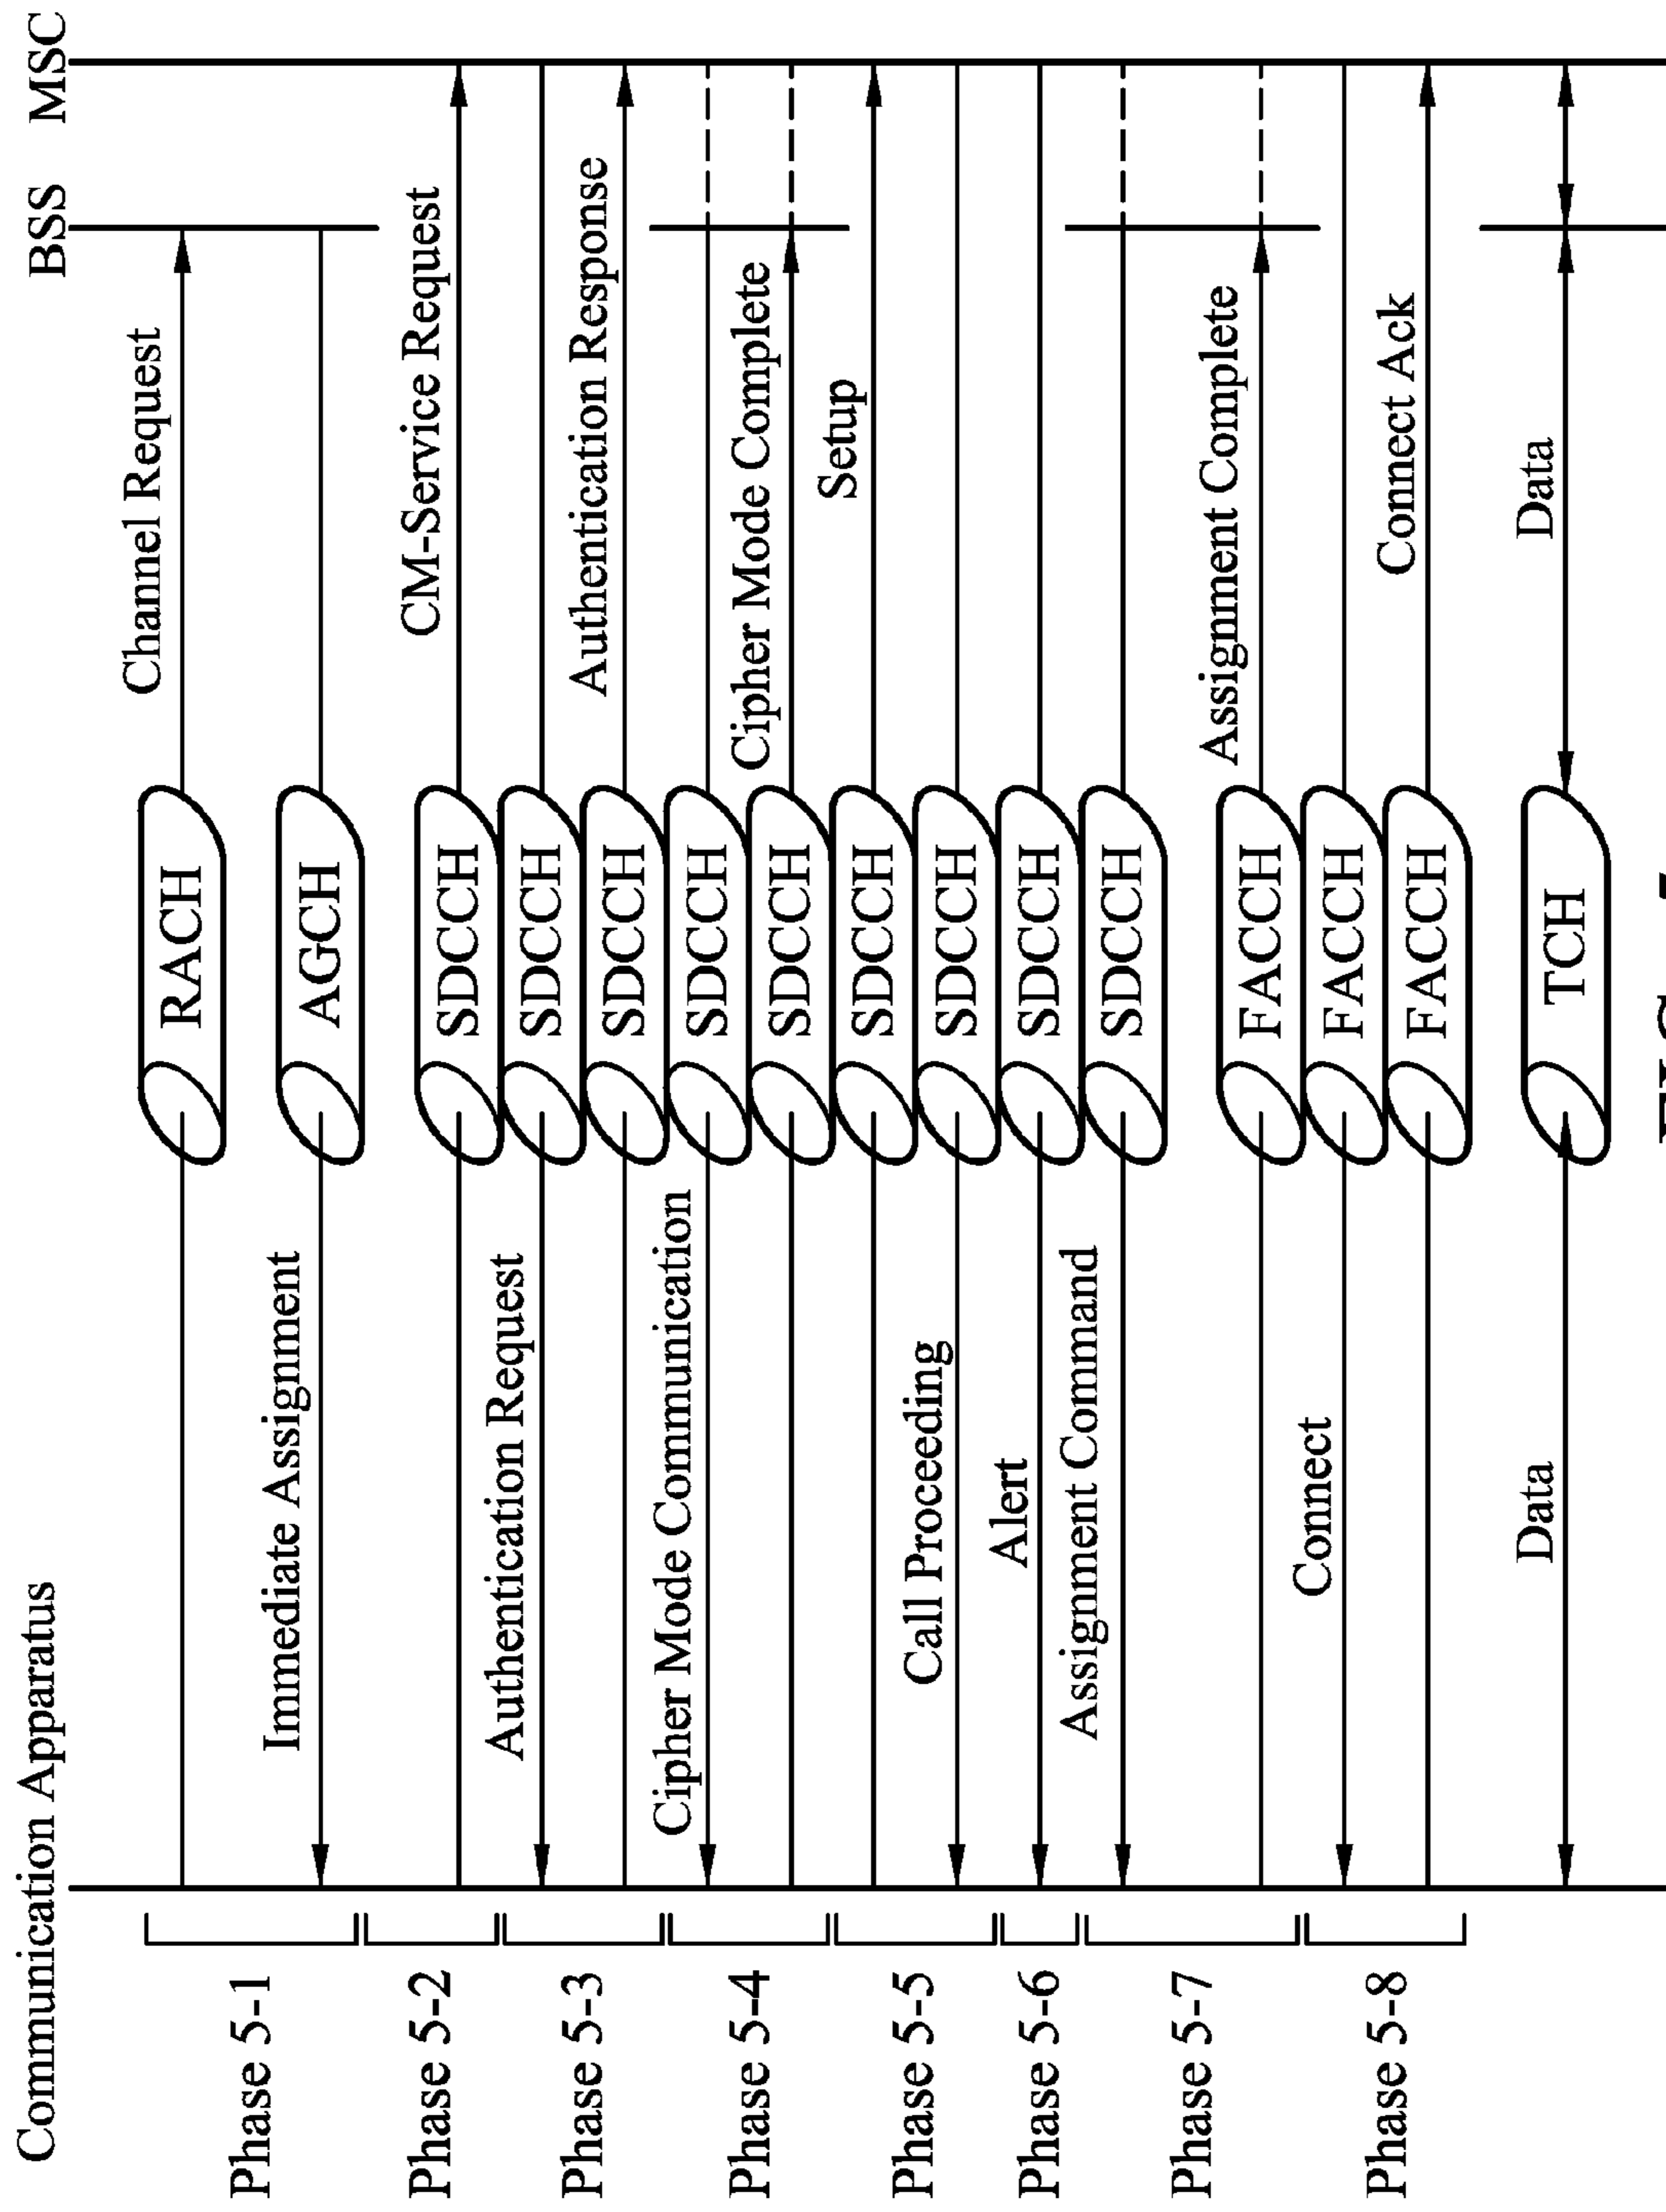 Communication Apparatus
BSS
MSC
Phase 5-1
RACH
Channel Request
Immediate Assignment
AGCH
Phase 5-2
SDCCH
CM-Service Request
Phase 5-3
Authentication Request
SDCCH
SDCCH
Authentication Response
Phase 5-4
Cipher Mode Communication
SDCCH
SDCCH
Cipher Mode Complete
Phase 5-5
SDCCH
Setup
Call Proceeding
SDCCH
Phase 5-6
Alert
SDCCH
Phase 5-7
Assignment Command
SDCCH
FACCH
Assignment Complete
Phase 5-8
Connect
FACCH
FACCH
Connect Ack
Data
TCH
Data